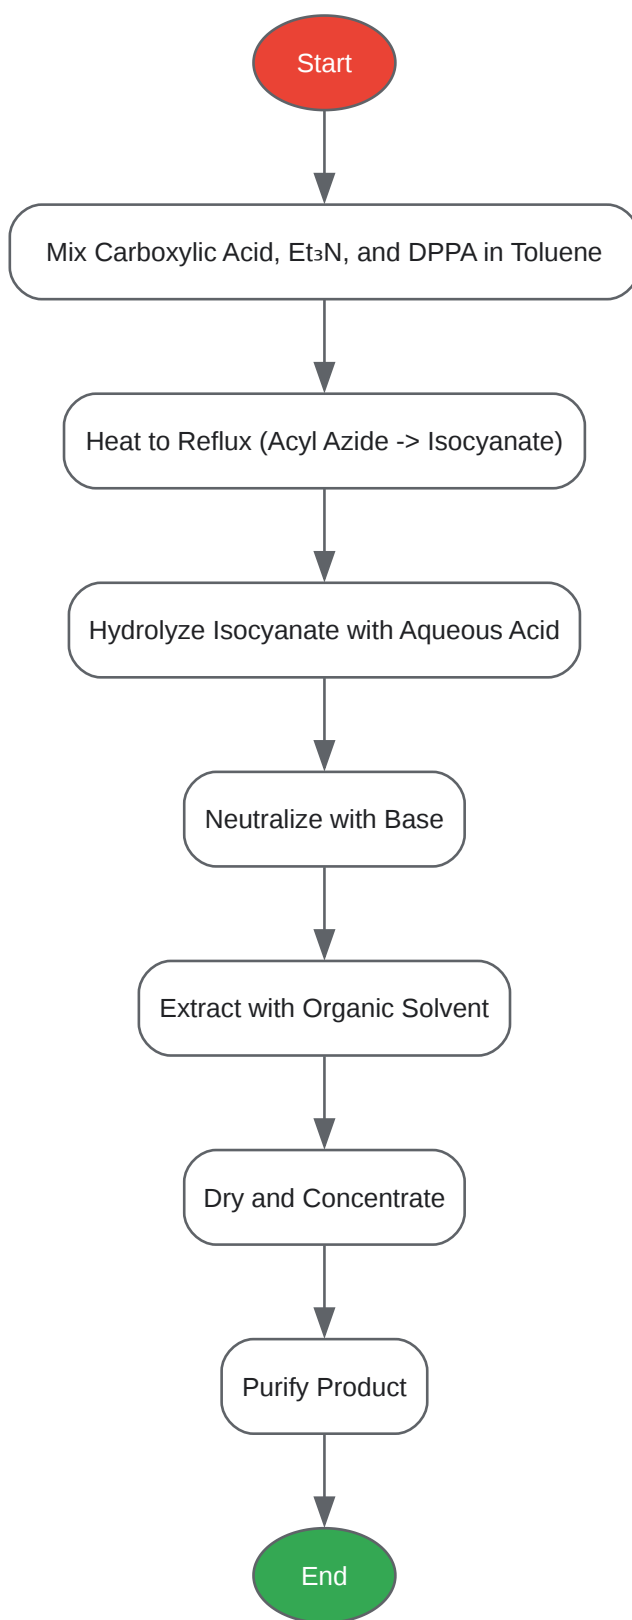 Start
Mix Carboxylic Acid, Et₃N, and DPPA in Toluene
Heat to Reflux (Acyl Azide -> Isocyanate)
Hydrolyze Isocyanate with Aqueous Acid
Neutralize with Base
Extract with Organic Solvent
Dry and Concentrate
Purify Product
End